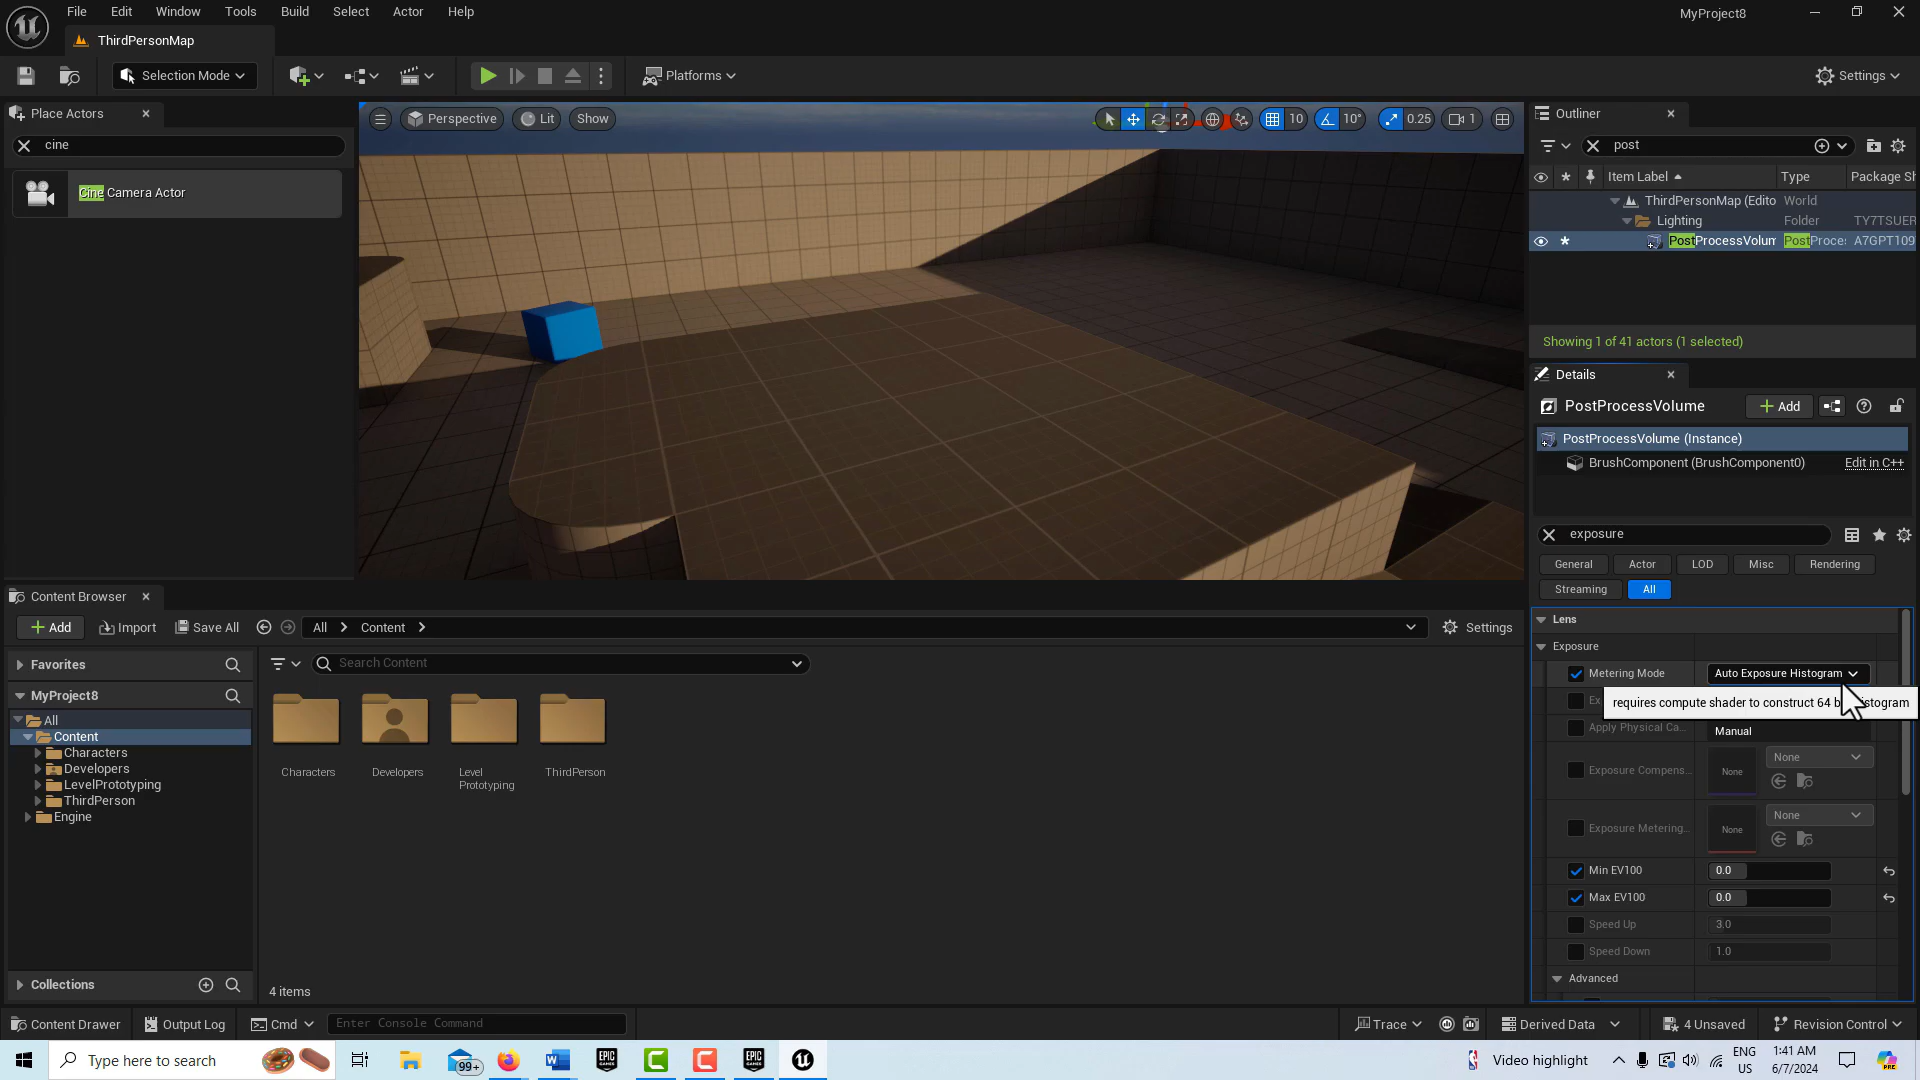 File Edit Window Tools Build Select Actor Help
MyProject8
ThirdPersonMap
Selection Mode
Platforms
Settings
Place Actors
cine
Cine Camera Actor
Perspective
Lit
Show
10
10°
0.25
1
Outliner
post
Item Label
Type
Package Sh
ThirdPersonMap (Edito
World
Lighting
Folder
TY7TSUER
PostProcessVolum
PostProce
A7GPT109
Showing 1 of 41 actors (1 selected)
Details
PostProcessVolume
Add
PostProcessVolume (Instance)
BrushComponent (BrushComponent0)
Edit in C++
exposure
General
Actor
LOD
Misc
Rendering
Streaming
All
Lens
Exposure
Metering Mode
Auto Exposure Histogram
Ex
requires compute shader to construct 64 b
stogram
Apply Physical Ca...
Manual
Exposure Compens...
None
None
Exposure Metering...
None
None
Min EV100
0.0
Max EV100
0.0
Speed Up
3.0
Speed Down
1.0
Advanced
Content Browser
Add
Import
Save All
All
Content
Settings
Favorites
MyProject8
All
Content
Characters
Developers
LevelPrototyping
ThirdPerson
Engine
Collections
Search Content
Characters
Developers
Level
Prototyping
ThirdPerson
4 items
Content Drawer
Output Log
Cmd
Enter Console Command
Trace
Derived Data
4 Unsaved
Revision Control
Type here to search
99+
Video highlight
ENG
US
1:41 AM
6/7/2024